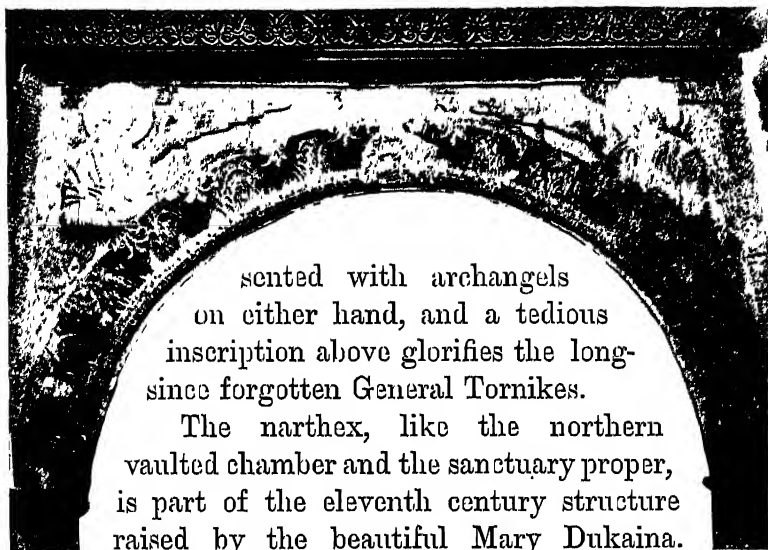 sented with archangels
on either hand, and a tedious
inscription above glorifies the long-
since forgotten General Tornikes.
The narthex, like the northern
vaulted chamber and the sanctuary proper,
is part of the eleventh century structure
raised by the beautiful Mary Dukaina.